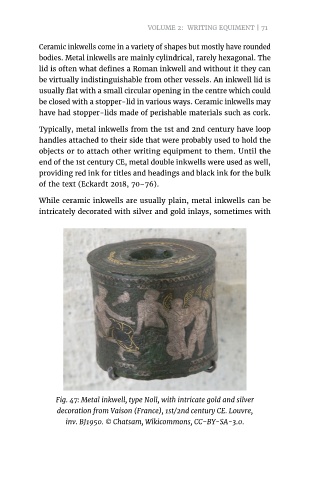 VOLUME 2: WRITING EQUIMENT | 71
Ceramic inkwells come in a variety of shapes but mostly have rounded
bodies. Metal inkwells are mainly cylindrical, rarely hexagonal. The
lid is often what defines a Roman inkwell and without it they can
be virtually indistinguishable from other vessels. An inkwell lid is
usually flat with a small circular opening in the centre which could
be closed with a stopper-lid in various ways. Ceramic inkwells may
have had stopper-lids made of perishable materials such as cork.
Typically, metal inkwells from the 1st and 2nd century have loop
handles attached to their side that were probably used to hold the
objects or to attach other writing equipment to them. Until the
end of the 1st century CE, metal double inkwells were used as well,
providing red ink for titles and headings and black ink for the bulk
of the text (Eckardt 2018, 70–76).
While ceramic inkwells are usually plain, metal inkwells can be
intricately decorated with silver and gold inlays, sometimes with
Fig. 47: Metal inkwell, type Noll, with intricate gold and silver
decoration from Vaison (France), 1st/2nd century CE. Louvre,
inv. BJ1950. © Chatsam, Wikicommons, CC-BY-SA-3.0.